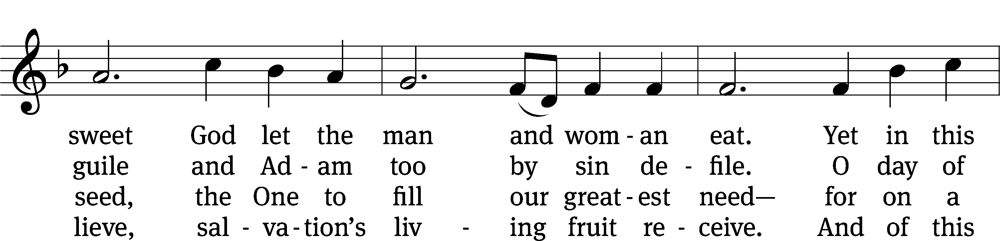 sweet God let the man and wom - an eat. Yet in this
guile and Ad - am too by sin de - file. O day of
seed, the One to fill our great - est need— for on a
lieve, sal - va - tion’s liv - ing fruit re - ceive. And of this